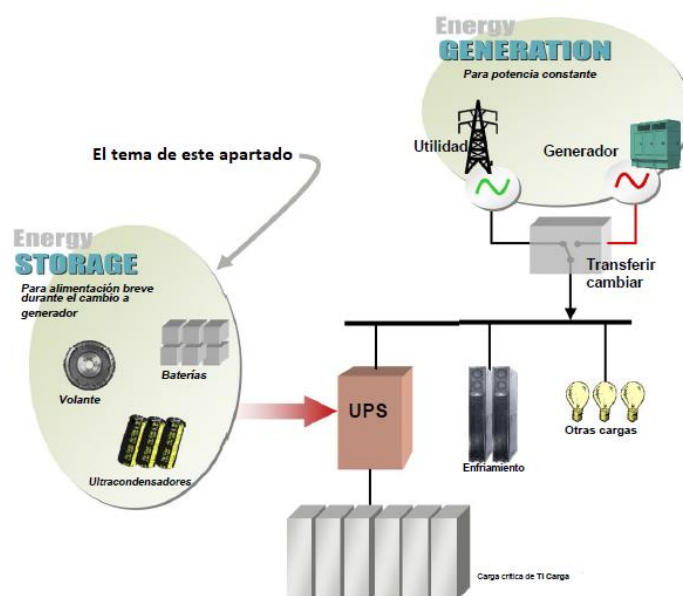 Energy
GENERATION
Para potencia constante
Utilidad
Generador
El tema de este apartado
Transferir
cambiar
Energy
STORAGE
Para alimentación breve
durante el cambio a
generador
Baterías
Volante
Ultracondensadores
UPS
Enfriamiento
Otras cargas
Carga crítica de TI Carga